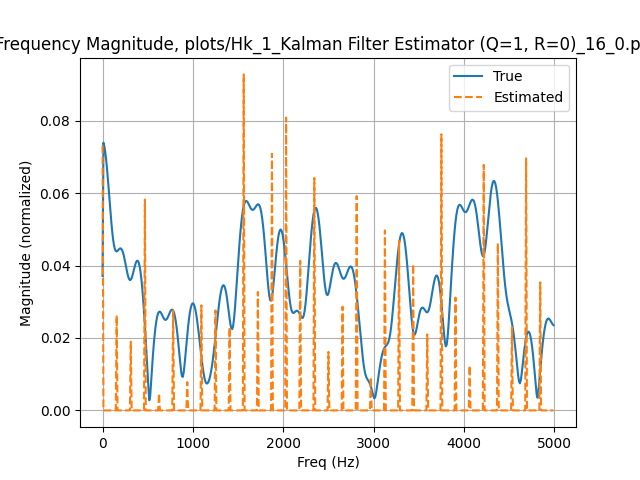 Frequency Magnitude, plots/Hk_1_Kalman Filter Estimator (Q=1, R=0)_16_0.p
True
Estimated
Magnitude (normalized)
0.08
0.06
0.04
0.02
0.00
0 1000 2000 3000 4000 5000
Freq (Hz)